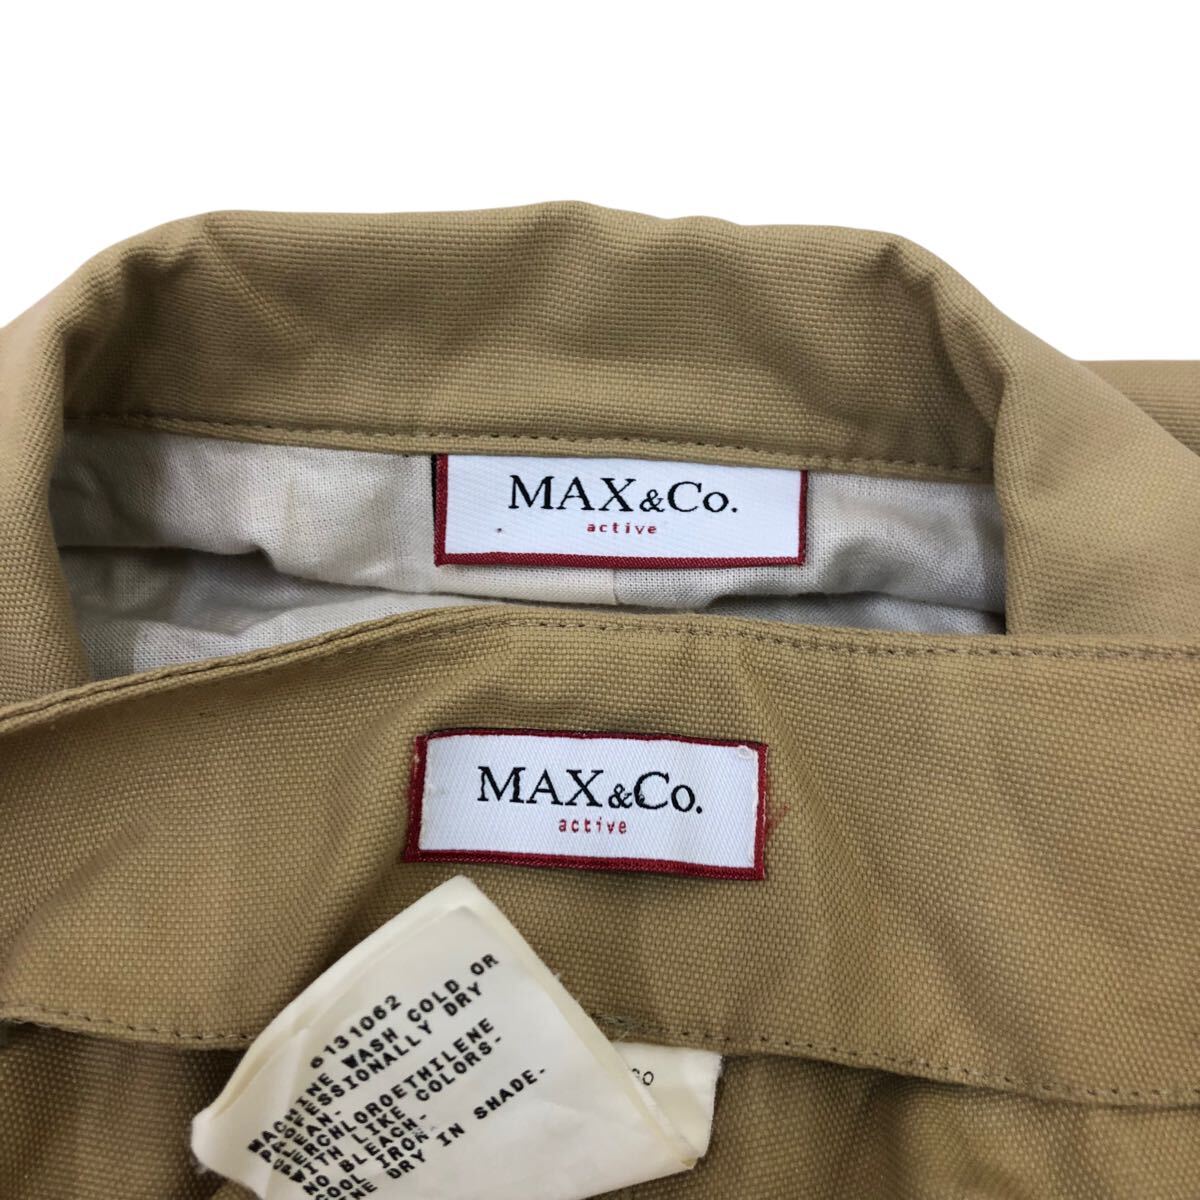 MAX&Co.
active
MAX&Co.
active
6131062
MACHINE WASH COLD OR
PROFESSIONALLY DRY
CLEAN-
PERCHLOROETHILENE
WITH LIKE COLORS-
NO BLEACH-
COOL IRON-
LINE DRY IN SHADE-